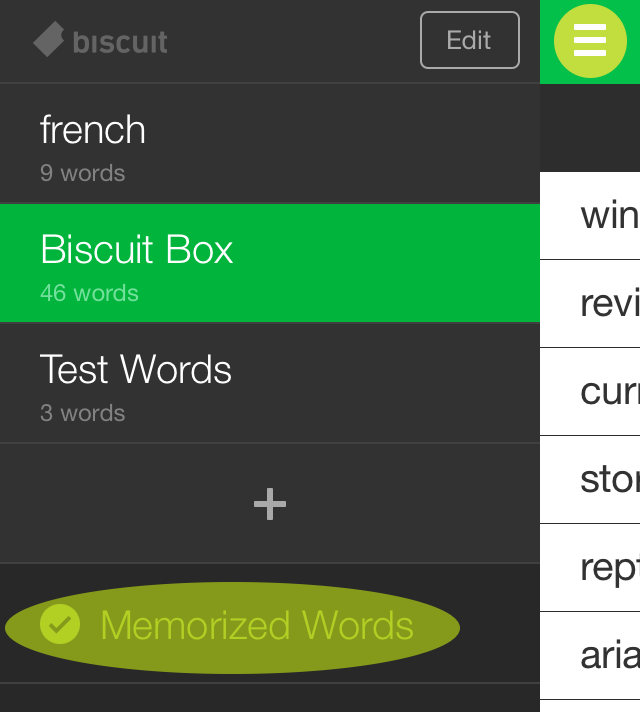 biscuit
Edit
french
9 words
Biscuit Box
46 words
Test Words
3 words
Memorized Words
win
revi
cur
stor
rept
aria